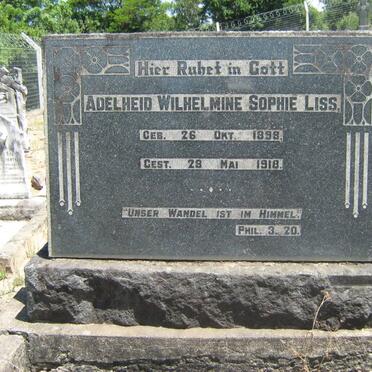 Hier Ruhet in Gott
ADELHEID WILHELMINE SOPHIE LISS.
GEB. 26 OKT. 1898.
GEST. 28 MAI 1918.
"UNSER WANDEL IST IM HIMMEL."
PHIL. 3. 20.